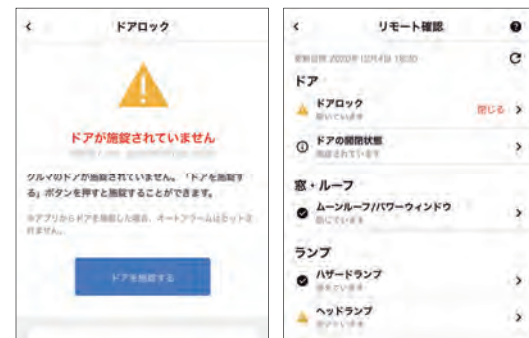 ドアロック
ドアが施錠されていません
クルマのドアが施錠されていません。「ドアを施錠す
る」ボタンを押すと施錠することができます。
※アプリからドアを施錠した場合、オートアラームはセットさ
れません。
ドアを施錠する
リモート確認
ドア
ドアロック
閉じる
ドアの開閉状態
窓・ルーフ
ムーンルーフ/パワーウィンドウ
閉じています
ランプ
ハザードランプ
ヘッドランプ